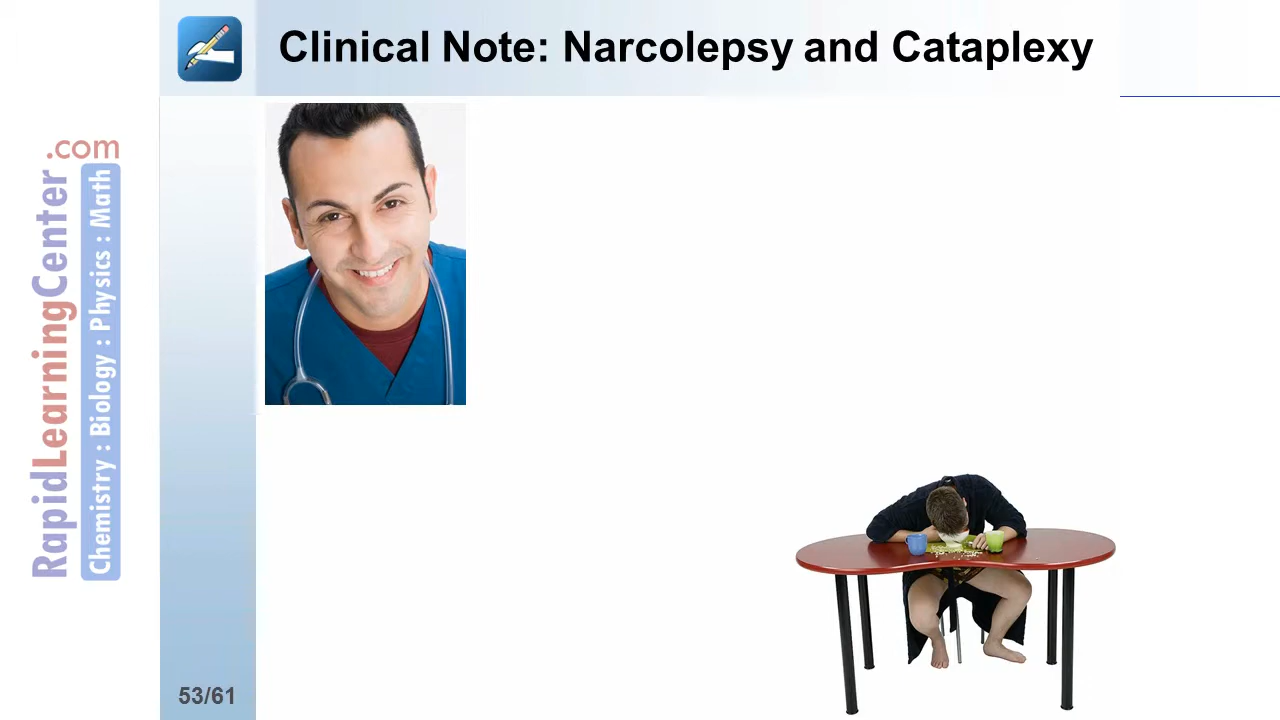 Clinical Note: Narcolepsy and Cataplexy
RapidLearningCenter.com
Chemistry : Biology : Physics : Math
53/61